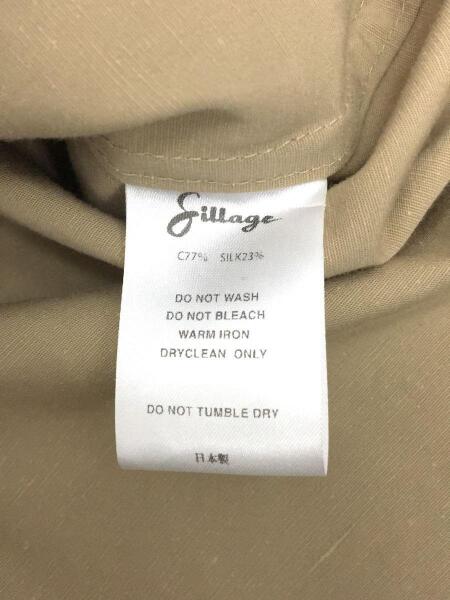 Sillage
C77% SILK23%
DO NOT WASH
DO NOT BLEACH
WARM IRON
DRYCLEAN ONLY
DO NOT TUMBLE DRY
日本製